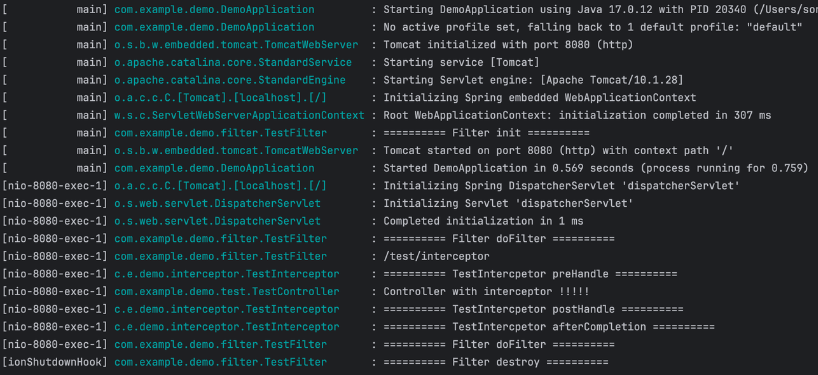 [           main] com.example.demo.DemoApplication         : Starting DemoApplication using Java 17.0.12 with PID 20340 (/Users/
[           main] com.example.demo.DemoApplication         : No active profile set, falling back to 1 default profile: "default"
[           main] o.s.b.w.embedded.tomcat.TomcatWebServer  : Tomcat initialized with port 8080 (http)
[           main] o.apache.catalina.core.StandardService   : Starting service [Tomcat]
[           main] o.apache.catalina.core.StandardEngine    : Starting Servlet engine: [Apache Tomcat/10.1.28]
[           main] o.a.c.c.C.[Tomcat].[localhost].[/]       : Initializing Spring embedded WebApplicationContext
[           main] w.s.c.ServletWebServerApplicationContext : Root WebApplicationContext: initialization completed in 307 ms
[           main] com.example.demo.filter.TestFilter       : ========== Filter init ==========
[           main] o.s.b.w.embedded.tomcat.TomcatWebServer  : Tomcat started on port 8080 (http) with context path '/'
[           main] com.example.demo.DemoApplication         : Started DemoApplication in 0.569 seconds (process running for 0.759)
[nio-8080-exec-1] o.a.c.c.C.[Tomcat].[localhost].[/]       : Initializing Spring DispatcherServlet 'dispatcherServlet'
[nio-8080-exec-1] o.s.web.servlet.DispatcherServlet        : Initializing Servlet 'dispatcherServlet'
[nio-8080-exec-1] o.s.web.servlet.DispatcherServlet        : Completed initialization in 1 ms
[nio-8080-exec-1] com.example.demo.filter.TestFilter       : ========== Filter doFilter ==========
[nio-8080-exec-1] com.example.demo.filter.TestFilter       : /test/interceptor
[nio-8080-exec-1] c.e.demo.interceptor.TestInterceptor     : ========== TestIntercpetor preHandle ==========
[nio-8080-exec-1] com.example.demo.test.TestController     : Controller with interceptor !!!!!
[nio-8080-exec-1] c.e.demo.interceptor.TestInterceptor     : ========== TestIntercpetor postHandle ==========
[nio-8080-exec-1] c.e.demo.interceptor.TestInterceptor     : ========== TestIntercpetor afterCompletion ==========
[nio-8080-exec-1] com.example.demo.filter.TestFilter       : ========== Filter doFilter ==========
[ionShutdownHook] com.example.demo.filter.TestFilter       : ========== Filter destroy ==========